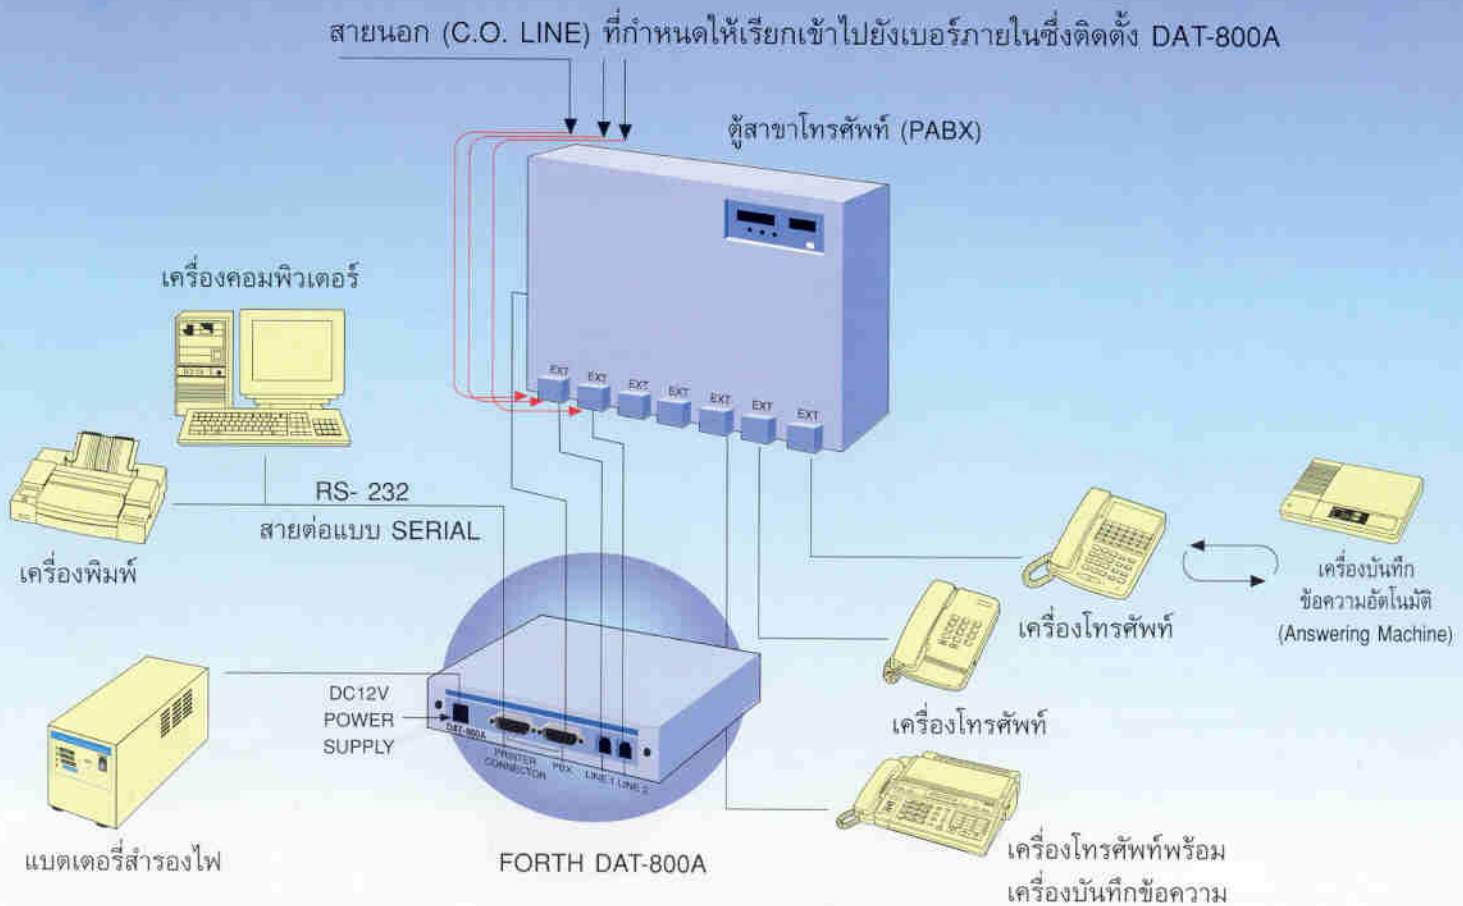 สายนอก (C.O. LINE) ที่กำหนดให้เรียกเข้าไปยังเบอร์ภายในซึ่งติดตั้ง DAT-800A
ตู้สาขาโทรศัพท์ (PABX)
เครื่องคอมพิวเตอร์
EXT
EXT
EXT
EXT
EXT
EXT
EXT
RS- 232
สายต่อแบบ SERIAL
เครื่องพิมพ์
เครื่องโทรศัพท์
เครื่องบันทึก
ข้อความอัตโนมัติ
(Answering Machine)
เครื่องโทรศัพท์
DC12V
POWER
SUPPLY
DAT-800A
PRINTER
CONNECTOR
PBX
LINE 1
LINE 2
แบตเตอรี่สำรองไฟ
FORTH DAT-800A
เครื่องโทรศัพท์พร้อม
เครื่องบันทึกข้อความ